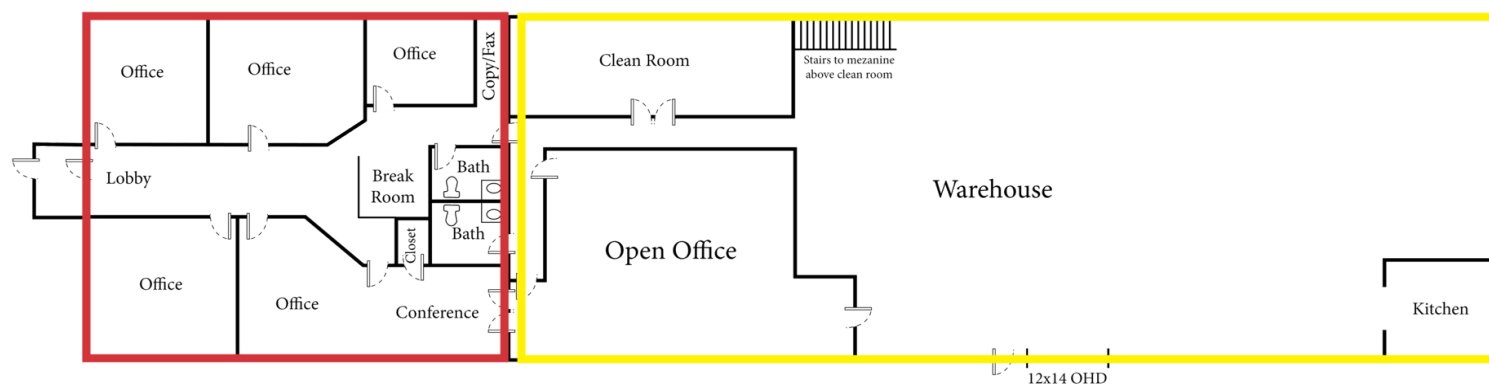 Office
Office
Office
Copy/Fax
Clean Room
Stairs to mezanine
above clean room
Lobby
Break
Room
Bath
Bath
Closet
Open Office
Warehouse
Office
Office
Conference
Kitchen
12x14 OHD